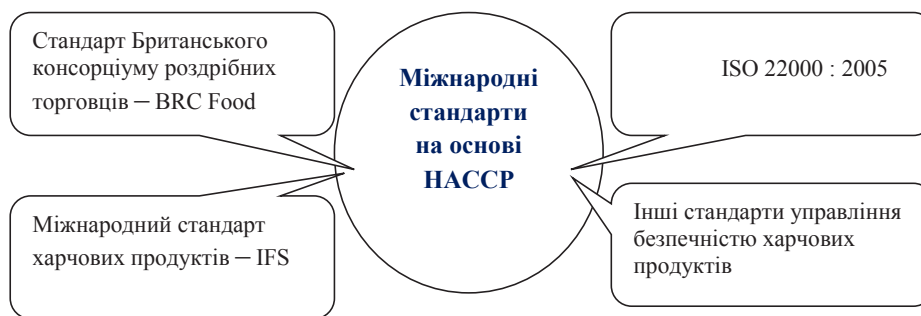 Стандарт Британського
консорціуму роздрібних
торговців – BRC Food
Міжнародні
стандарти
на основі
НАССР
ISO 22000 : 2005
Міжнародний стандарт
харчових продуктів – IFS
Інші стандарти управління
безпечністю харчових
продуктів